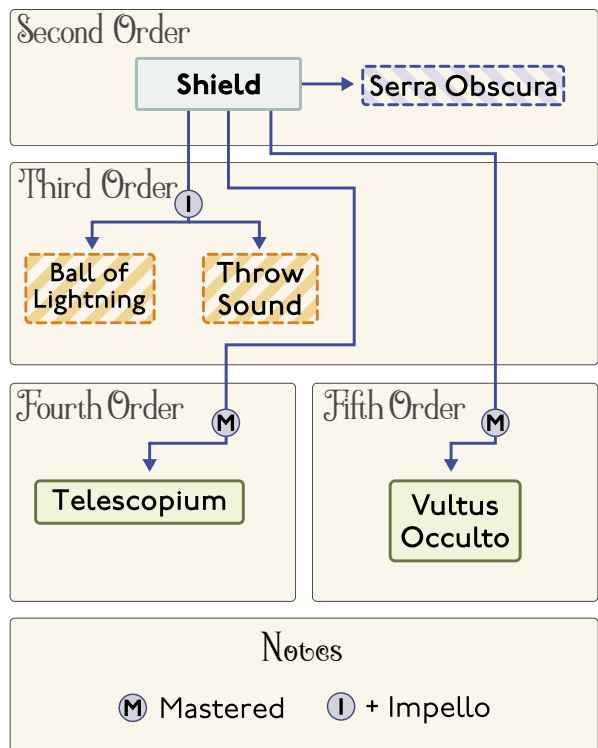 Second Order
Shield
Serra Obscura
Third Order
I
Ball of
Lightning
Throw
Sound
Fourth Order
M
Telescopium
Fifth Order
M
Vultus
Occulto
Notes
M Mastered
I + Impello